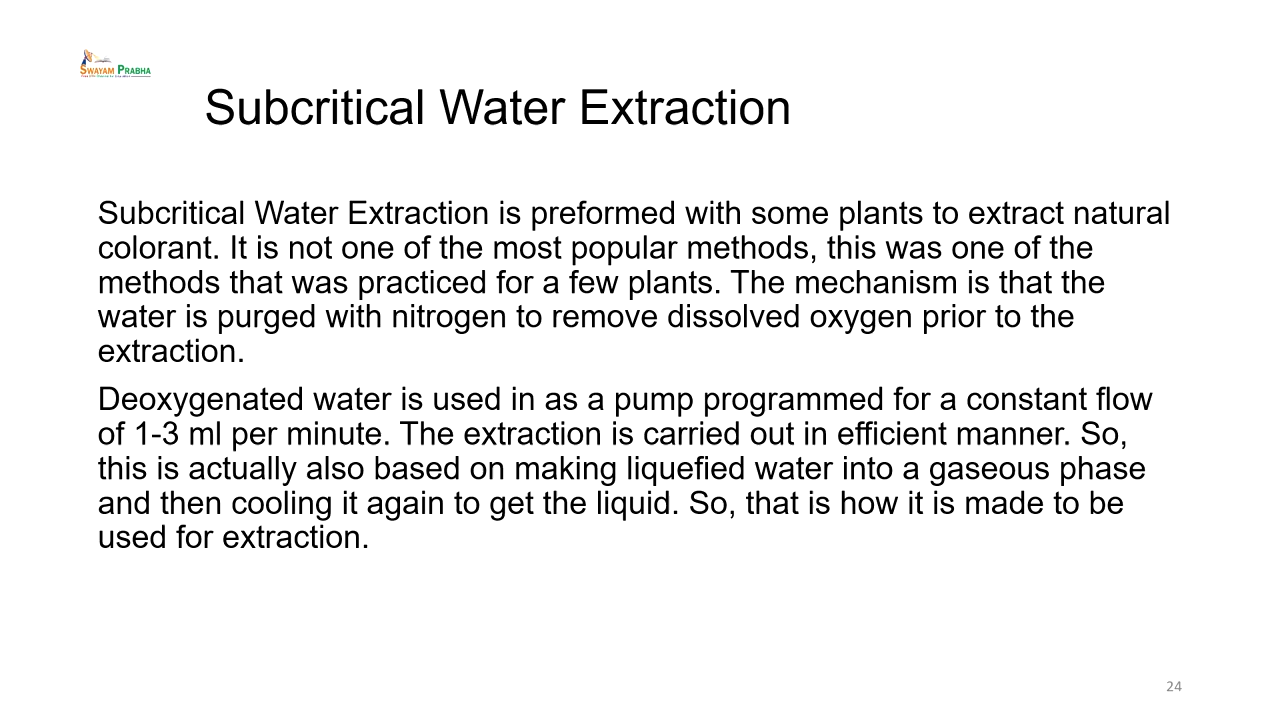 SWAYAM PRABHA
Subcritical Water Extraction
Subcritical Water Extraction is preformed with some plants to extract natural
colorant. It is not one of the most popular methods, this was one of the
methods that was practiced for a few plants. The mechanism is that the
water is purged with nitrogen to remove dissolved oxygen prior to the
extraction.
Deoxygenated water is used in as a pump programmed for a constant flow
of 1-3 ml per minute. The extraction is carried out in efficient manner. So,
this is actually also based on making liquefied water into a gaseous phase
and then cooling it again to get the liquid. So, that is how it is made to be
used for extraction.
24